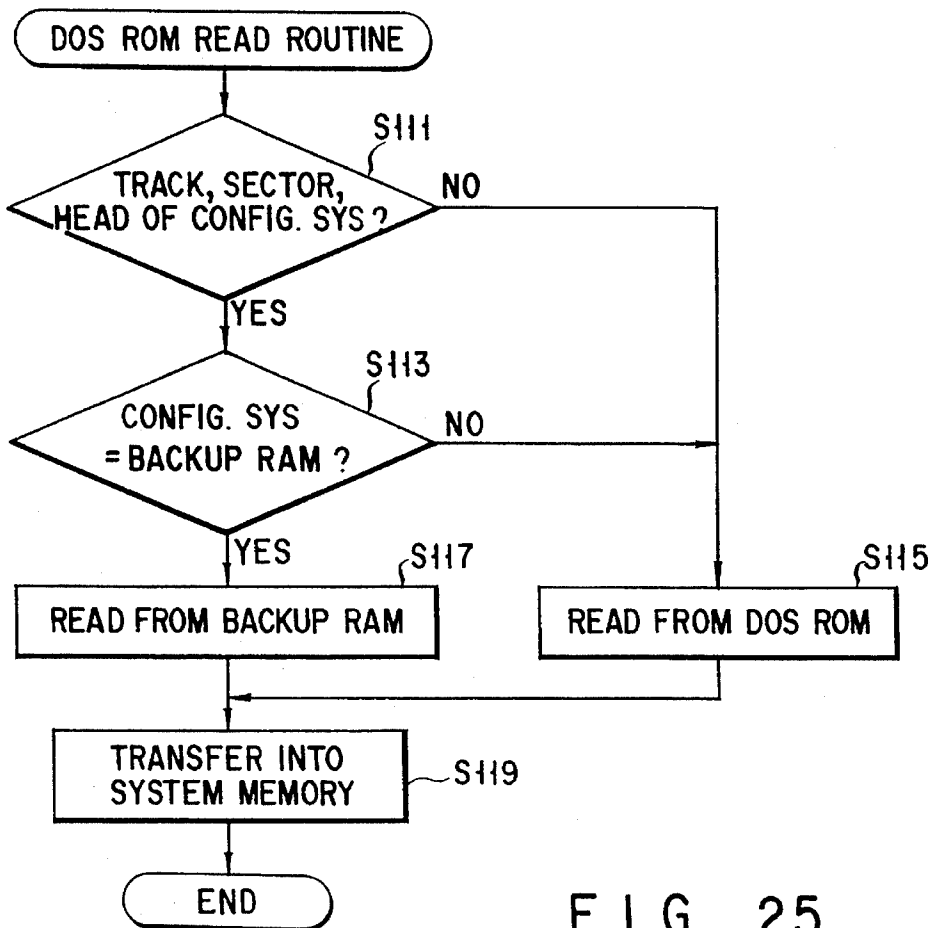 DOS ROM READ ROUTINE
S111
TRACK, SECTOR,
HEAD OF CONFIG. SYS ?
NO
YES
S113
CONFIG. SYS
= BACKUP RAM ?
NO
YES
S117
READ FROM BACKUP RAM
S115
READ FROM DOS ROM
TRANSFER INTO
SYSTEM MEMORY
S119
END
FIG. 25